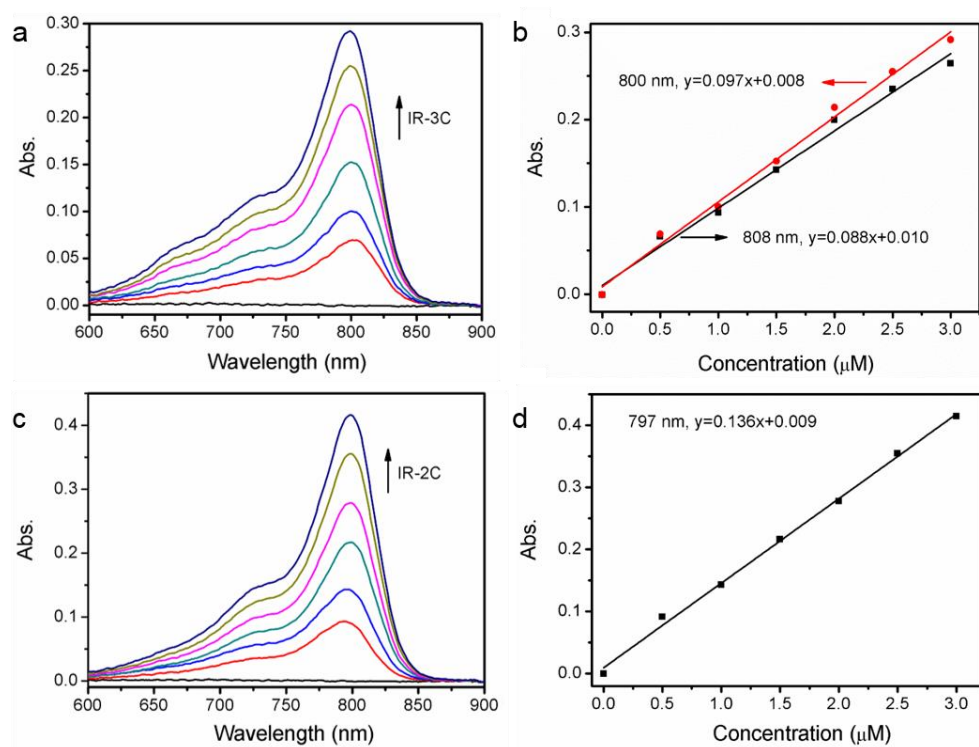 a
0.30
0.25
0.20
0.15
0.10
0.05
0.00
Abs.
IR-3C
600 650 700 750 800 850 900
Wavelength (nm)
b
0.3
0.2
0.1
0.0
Abs.
800 nm, y=0.097x+0.008
808 nm, y=0.088x+0.010
0.0 0.5 1.0 1.5 2.0 2.5 3.0
Concentration (μM)
c
0.4
0.3
0.2
0.1
0.0
Abs.
IR-2C
600 650 700 750 800 850 900
Wavelength (nm)
d
0.4
0.3
0.2
0.1
0.0
Abs.
797 nm, y=0.136x+0.009
0.0 0.5 1.0 1.5 2.0 2.5 3.0
Concentration (μM)